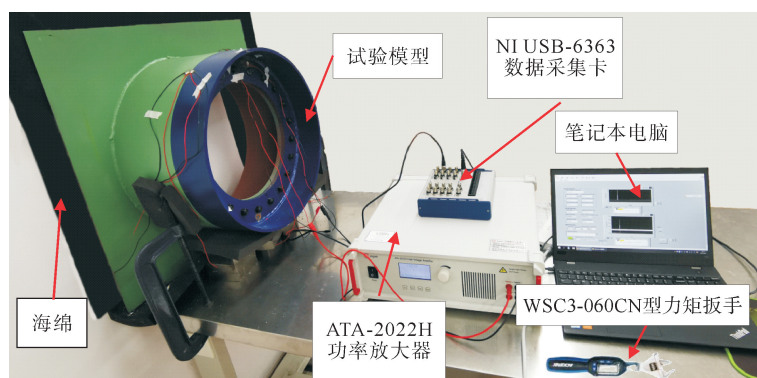 试验模型
NI USB-6363
数据采集卡
笔记本电脑
海绵
ATA-2022H
功率放大器
WSC3-060CN型力矩扳手